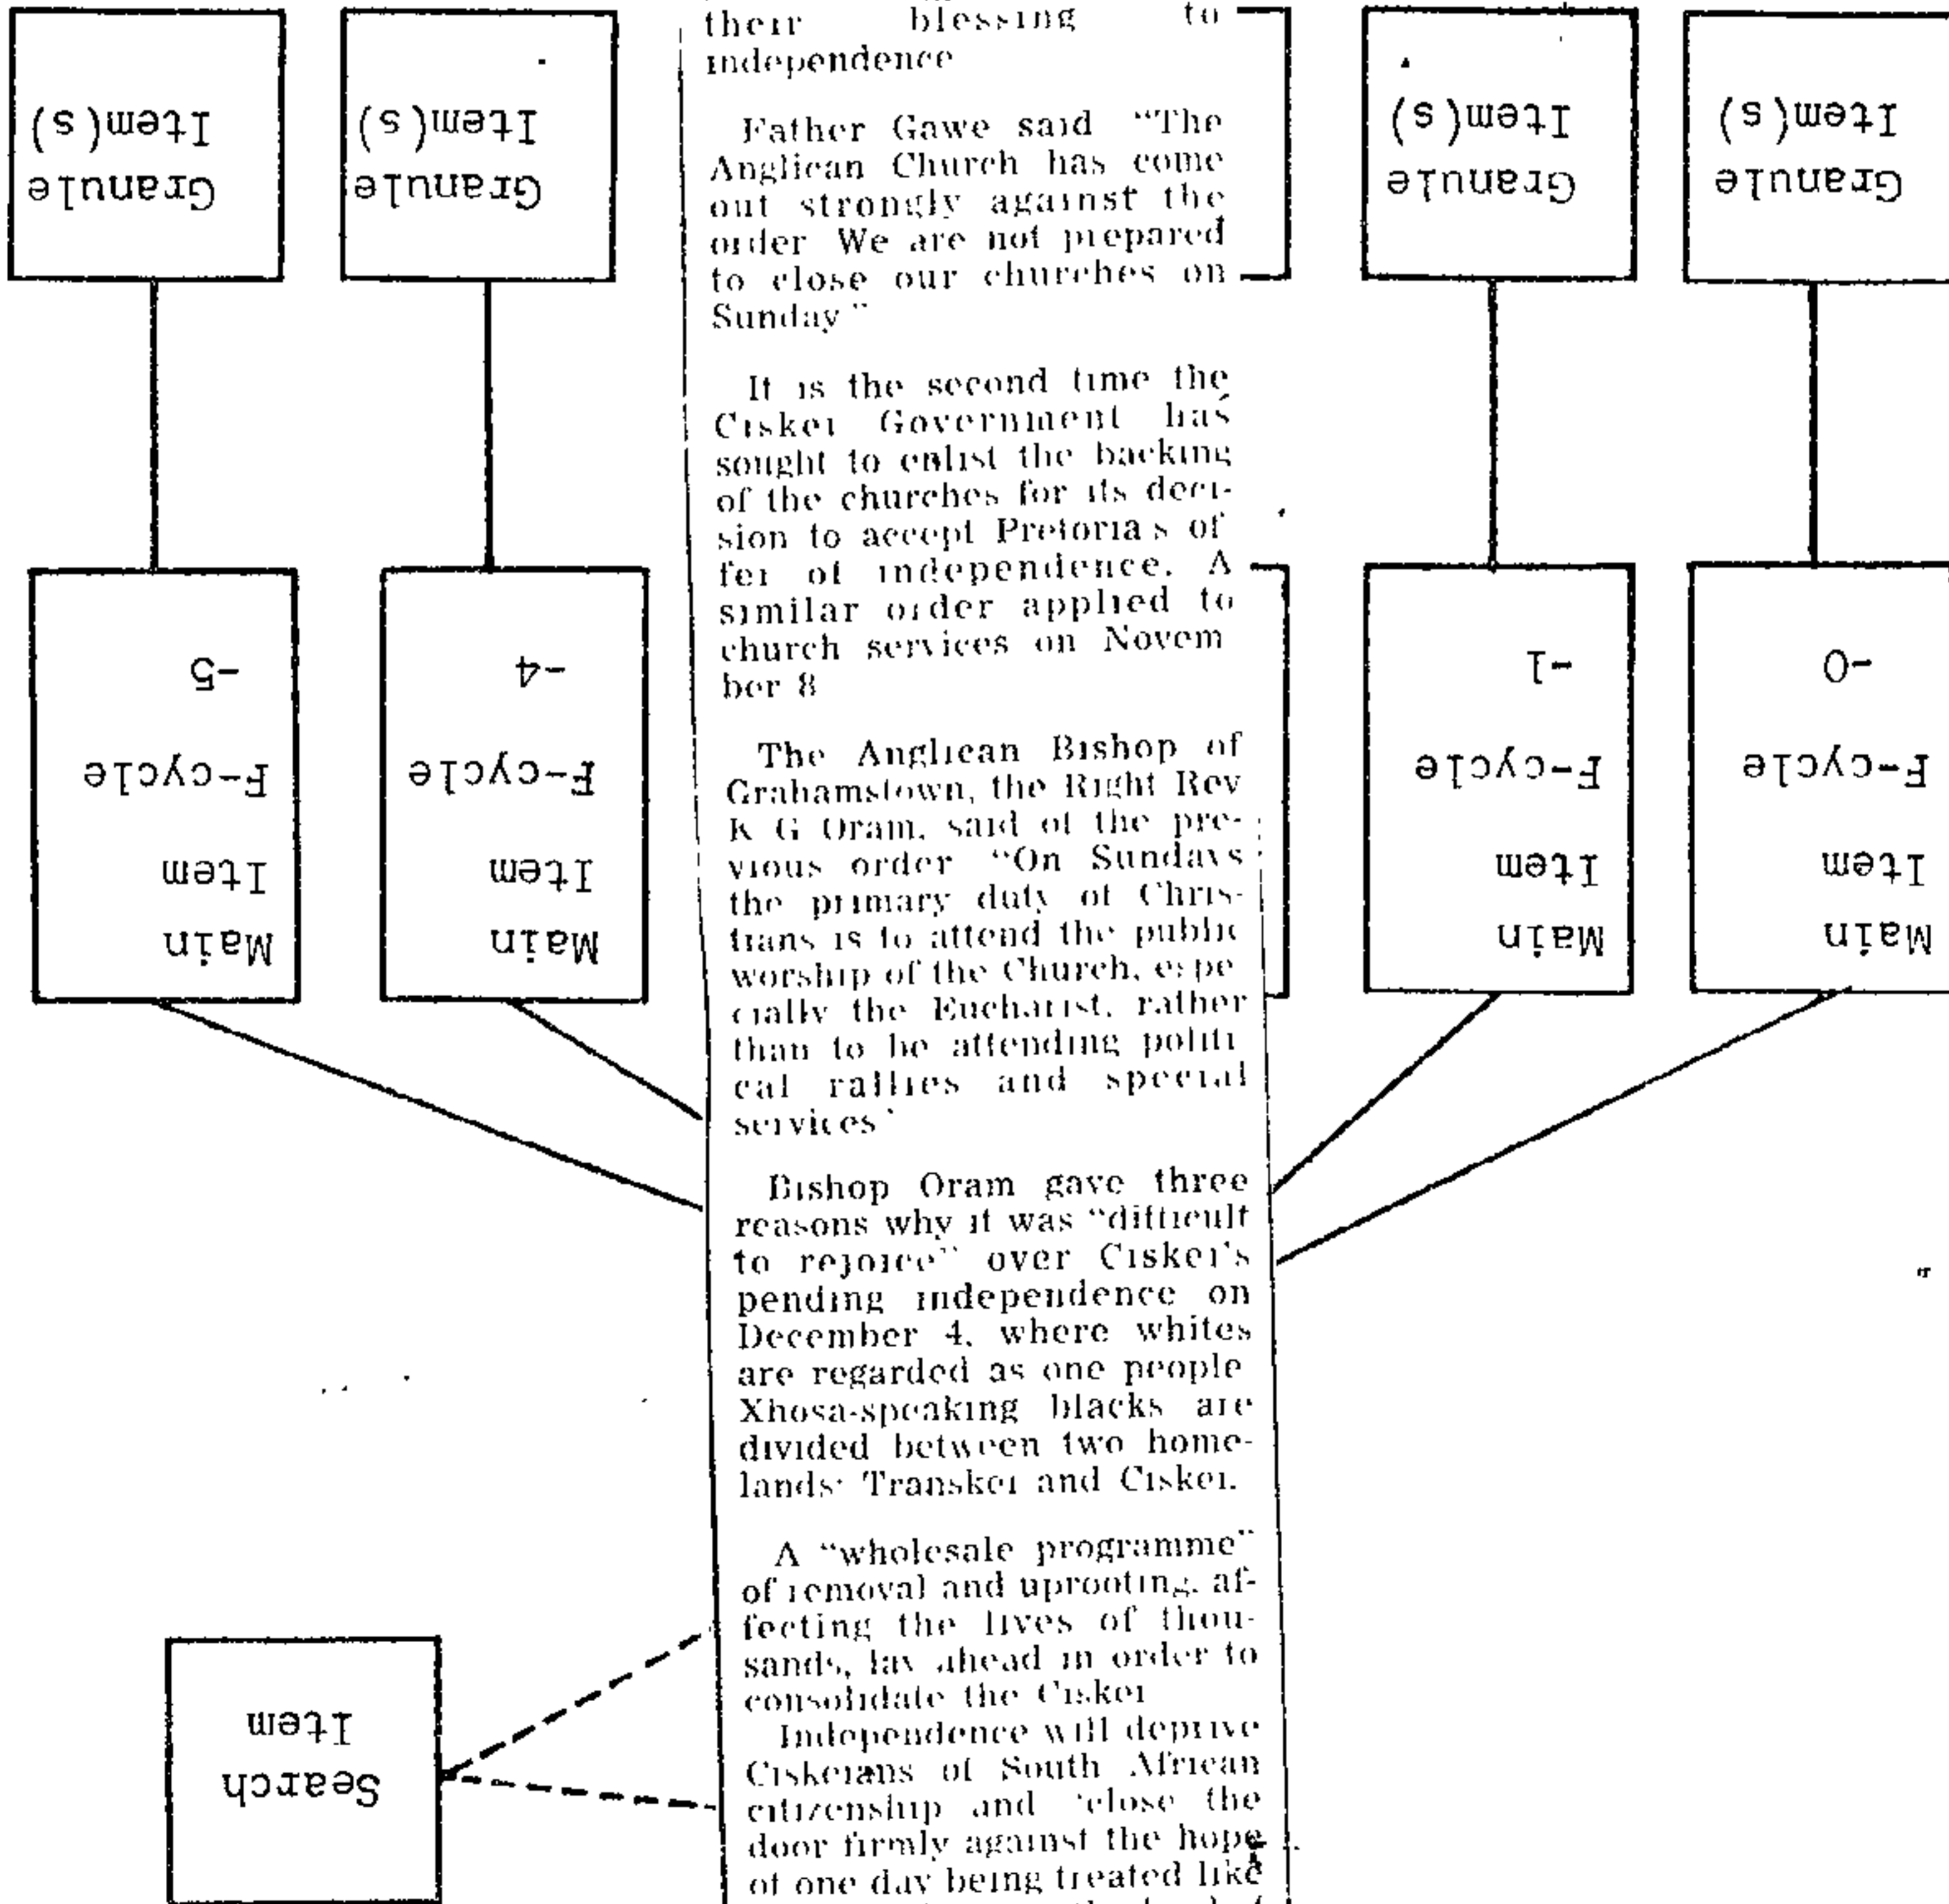 their blessing to
independence
Father Gawe said "The
Anglican Church has come
out strongly against the
order We are not prepared
to close our churches on
Sunday"
It is the second time the
Ciskei Government has
sought to enlist the backing
of the churches for its deci-
sion to accept Pretoria s of
fer of independence. A
similar order applied to
church services on Novem
ber 8
The Anglican Bishop of
Grahamstown, the Right Rev
K G Oram, said of the pre-
vious order "On Sundays
the primary duty of Chris-
tians is to attend the public
worship of the Church, espe
cially the Eucharist, rather
than to be attending politi
cal rallies and special
services'
Bishop Oram gave three
reasons why it was "difficult
to rejoice" over Ciskei's
pending independence on
December 4, where whites
are regarded as one people
Xhosa-speaking blacks are
divided between two home-
lands: Transkei and Ciskei.
A "wholesale programme"
of removal and uprooting, af-
fecting the lives of thou-
sands, lay ahead in order to
consolidate the Ciskei
Independence will deprive
Ciskeians of South African
citizenship and 'close the
door firmly against the hope
of one day being treated like
Search
Item
Main
Item
F-cycle
-0
Main
Item
F-cycle
-1
Main
Item
F-cycle
-4
Main
Item
F-cycle
-5
Granule
Item(s)
Granule
Item(s)
Granule
Item(s)
Granule
Item(s)